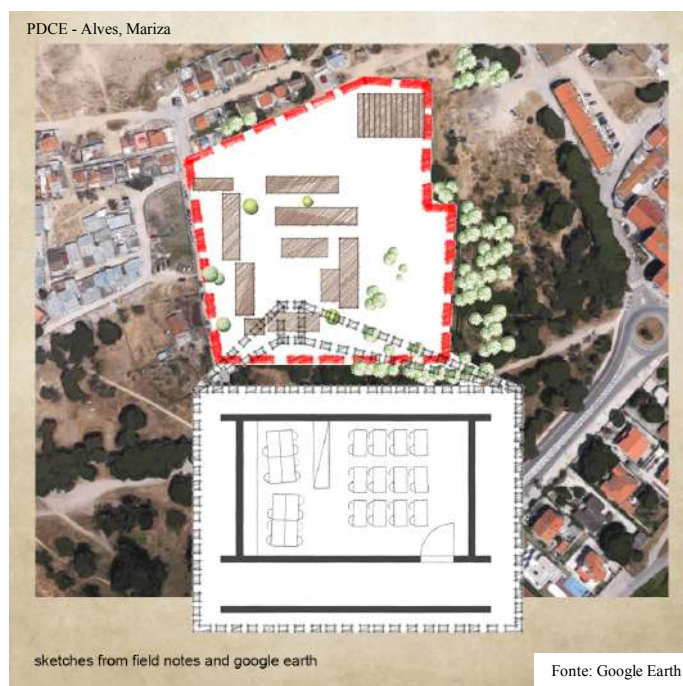 PDCE - Alves, Mariza
sketches from field notes and google earth
Fonte: Google Earth